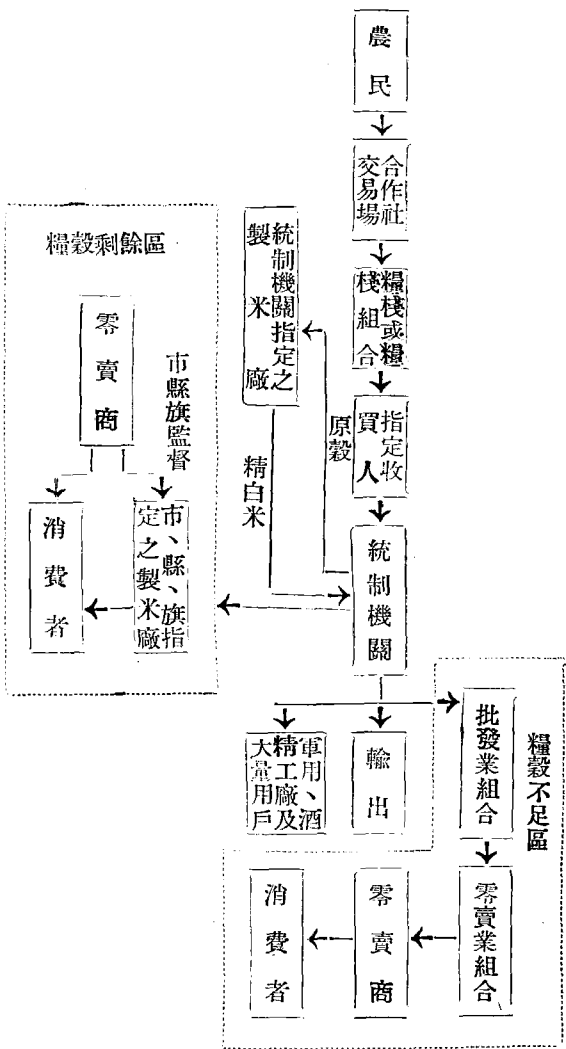 農民
合作社
交易場
糧棧或糧
棧組合
指定收
買人
統制機關
原穀
精白米
統制機關指定之
製米廠
糧穀不足區
批發業組合
零賣業組合
零賣商
消費者
輸出
軍用、酒
精工廠及
大量用戶
糧穀剩餘區
零賣商
市縣旗監督
市、縣、旗指
定之製米廠
消費者